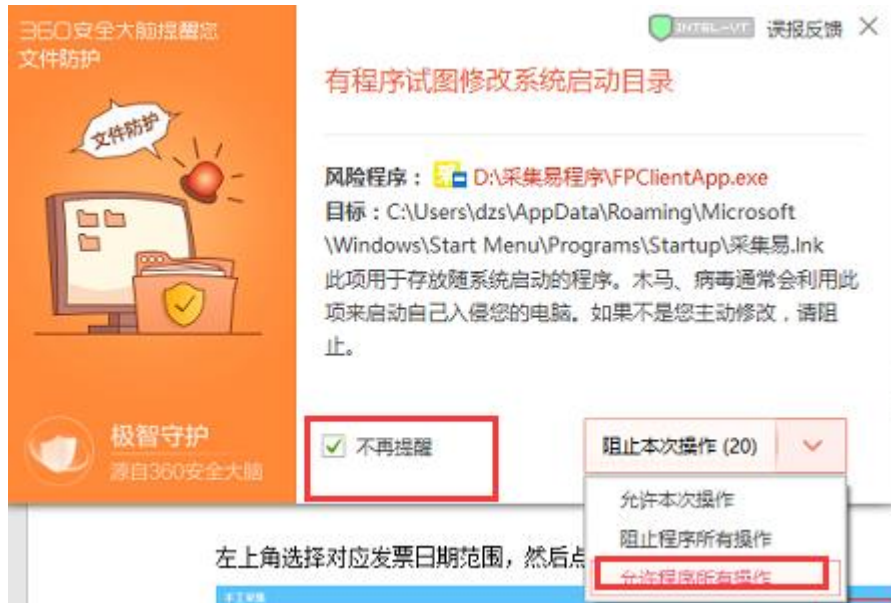 360安全大脑提醒您
文件防护
INTEL-VT 误报反馈
有程序试图修改系统启动目录
文件防护
风险程序： D:\采集易程序\FPClientApp.exe
目标：C:\Users\dzs\AppData\Roaming\Microsoft
\Windows\Start Menu\Programs\Startup\采集易.lnk
此项用于存放随系统启动的程序。木马、病毒通常会利用此
项来启动自己入侵您的电脑。如果不是您主动修改，请阻
止。
极智守护
源自360安全大脑
不再提醒
阻止本次操作 (20)
允许本次操作
阻止程序所有操作
允许程序所有操作
左上角选择对应发票日期范围，然后点
手工采集